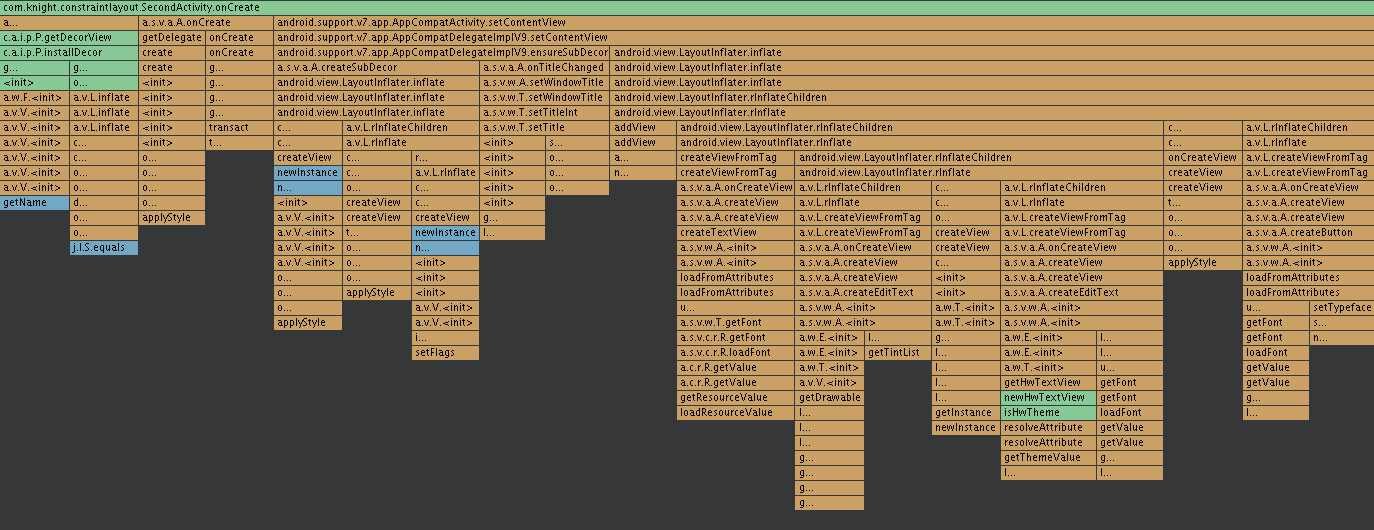 com.knight.constraintlayout.SecondActivity.onCreate
a... a.s.v.a.A.onCreate android.support.v7.app.AppCompatActivity.setContentView
c.a.i.p.P.getDecorView getDelegate onCreate android.support.v7.app.AppCompatDelegateImplV9.setContentView
c.a.i.p.P.installDecor create onCreate android.support.v7.app.AppCompatDelegateImplV9.ensureSubDecor android.view.LayoutInflater.inflate
g... g... create g... a.s.v.a.A.createSubDecor a.s.v.a.A.onTitleChanged android.view.LayoutInflater.inflate
<init> o... <init> g... android.view.LayoutInflater.inflate a.s.v.w.A.setWindowTitle android.view.LayoutInflater.inflate
a.w.F.<init> a.v.L.inflate <init> g... android.view.LayoutInflater.inflate a.s.v.w.T.setWindowTitle android.view.LayoutInflater.rInflateChildren
a.v.V.<init> a.v.L.inflate <init> g... android.view.LayoutInflater.inflate a.s.v.w.T.setTitleInt android.view.LayoutInflater.rInflate
a.v.V.<init> a.v.L.inflate <init> transact c... a.v.L.rInflateChildren a.s.v.w.T.setTitle addView android.view.LayoutInflater.rInflateChildren c... a.v.L.rInflateChildren
a.v.V.<init> c... <init> t... c... a.v.L.rInflate <init> s... addView android.view.LayoutInflater.rInflate c... a.v.L.rInflate
a.v.V.<init> c... o... createView c... r... <init> o... a... createViewFromTag android.view.LayoutInflater.rInflateChildren onCreateView a.v.L.createViewFromTag
a.v.V.<init> o... o... newInstance c... a.v.L.rInflate <init> o... n... createViewFromTag android.view.LayoutInflater.rInflate createView a.v.L.createViewFromTag
a.v.V.<init> o... o... n... o... c... <init> o... a.s.v.a.A.onCreateView a.v.L.rInflateChildren c... a.v.L.rInflateChildren createView a.s.v.a.A.onCreateView
getName d... o... <init> createView c... <init> a.s.v.a.A.createView a.v.L.rInflate c... a.v.L.rInflate t... a.s.v.a.A.createView
o... applyStyle a.v.V.<init> createView createView g... a.s.v.a.A.createView a.v.L.createViewFromTag o... a.v.L.createViewFromTag o... a.s.v.a.A.createView
o... a.v.V.<init> t... newInstance l... createTextView a.v.L.createViewFromTag createView a.v.L.createViewFromTag o... a.s.v.a.A.createButton
j.l.S.equals a.v.V.<init> o... n... a.s.v.w.A.<init> a.s.v.a.A.onCreateView createView a.s.v.a.A.onCreateView o... a.s.v.w.A.<init>
a.v.V.<init> o... <init> a.s.v.w.A.<init> a.s.v.a.A.createView c... a.s.v.a.A.createView applyStyle a.s.v.w.A.<init>
o... o... <init> loadFromAttributes a.s.v.a.A.createView <init> a.s.v.a.A.createView loadFromAttributes
o... applyStyle <init> loadFromAttributes a.s.v.a.A.createEditText <init> a.s.v.a.A.createEditText loadFromAttributes
o... a.v.V.<init> u... a.s.v.w.A.<init> a.w.T.<init> a.s.v.w.A.<init> u... setTypeface
applyStyle a.v.V.<init> a.s.v.w.T.getFont a.s.v.w.A.<init> a.w.T.<init> a.s.v.w.A.<init> getFont s...
i... a.s.v.c.r.R.getFont a.w.E.<init> l... g... a.w.E.<init> l... getFont n...
setFlags a.s.v.c.r.R.loadFont a.w.E.<init> getTintList l... a.w.E.<init> l... loadFont
a.c.r.R.getValue a.w.T.<init> l... a.w.T.<init> u... getValue
a.c.r.R.getValue a.v.V.<init> l... getHwTextView getFont getValue
getResourceValue getDrawable l... newHwTextView getFont g...
loadResourceValue l... getInstance isHwTheme loadFont l...
l... newInstance resolveAttribute getValue
l... resolveAttribute getValue
g... getThemeValue g...
g... l... l...
g...
g...